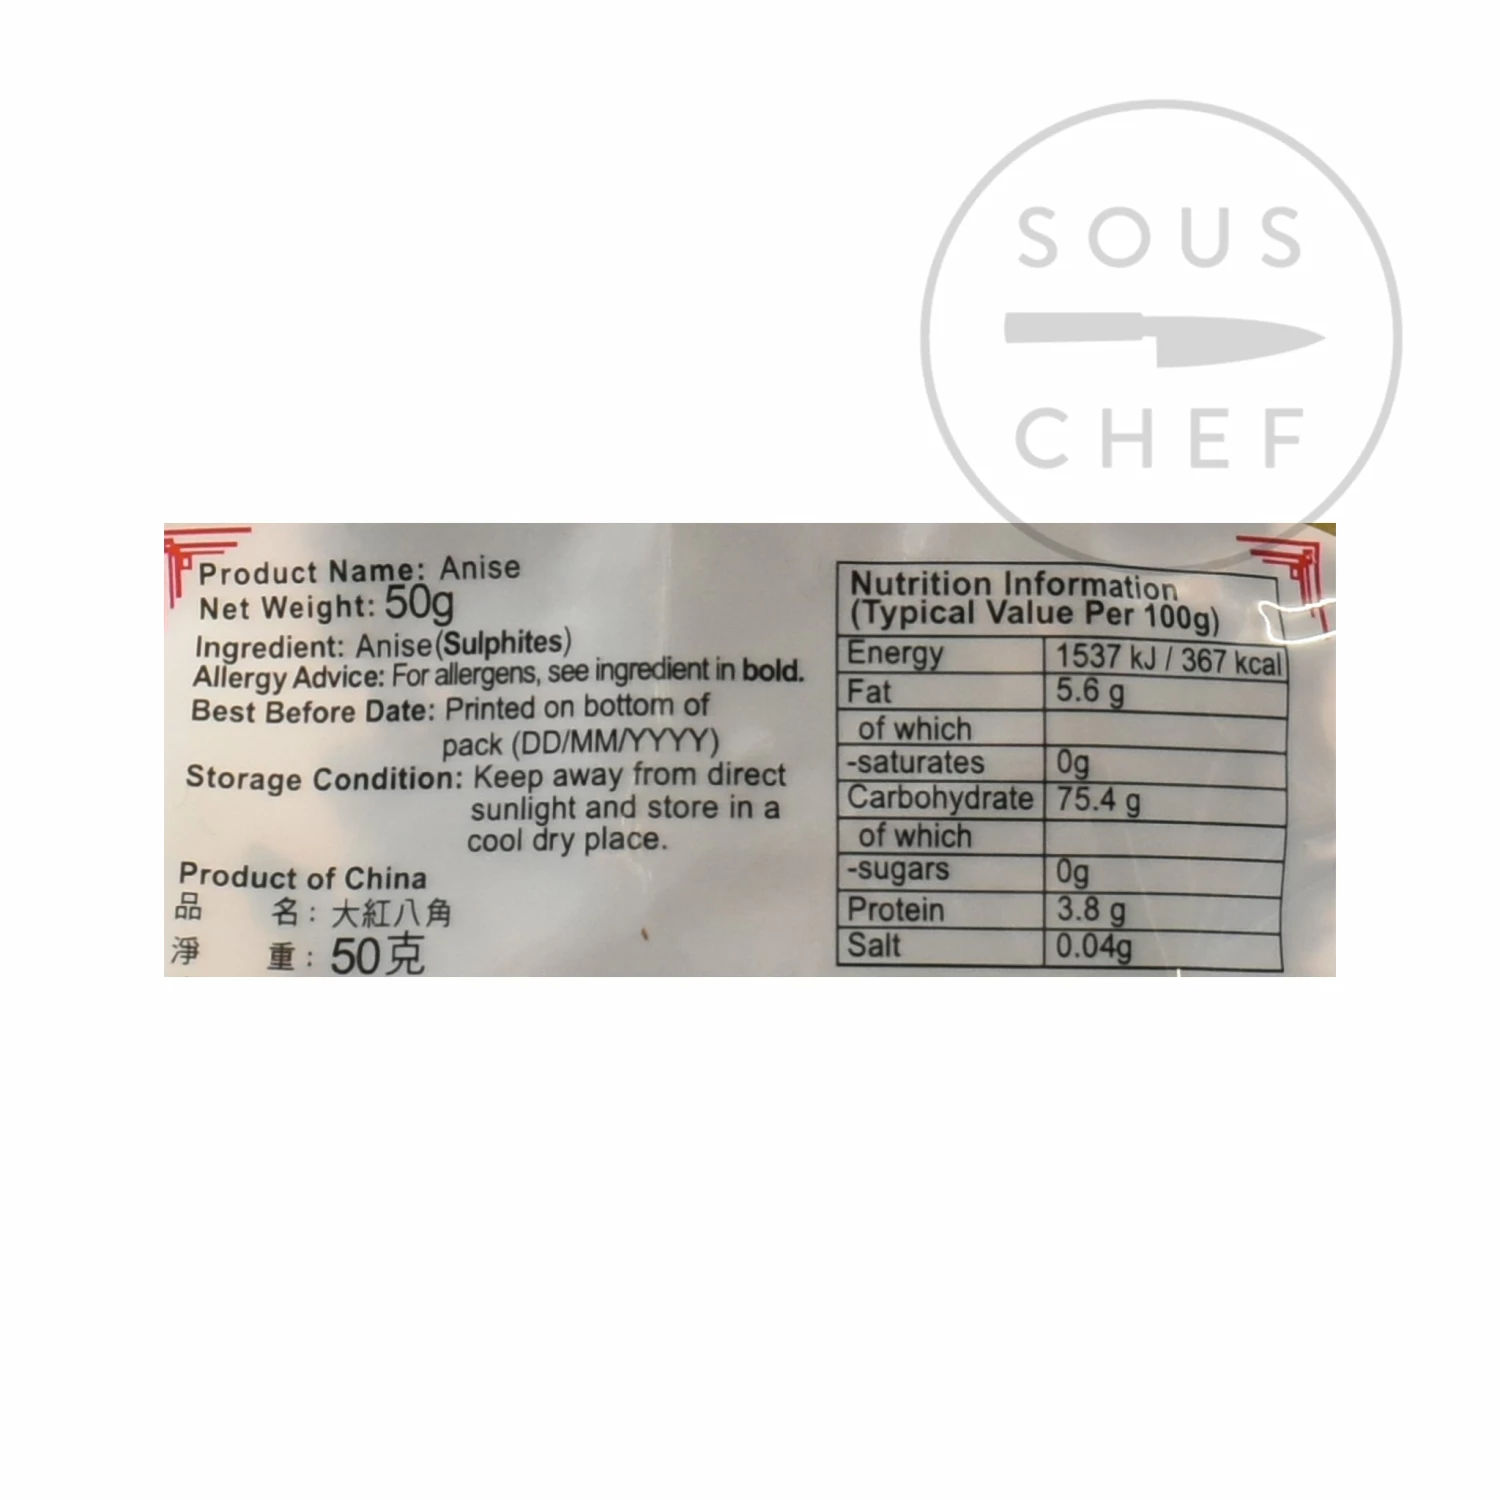 SOUS
CHEF
Product Name: Anise
Net Weight: 50g
Ingredient: Anise(Sulphites)
Allergy Advice: For allergens, see ingredient in bold.
Best Before Date: Printed on bottom of
pack (DD/MM/YYYY)
Storage Condition: Keep away from direct
sunlight and store in a
cool dry place.
Product of China
品 名: 大紅八角
淨 重: 50克
Nutrition Information
(Typical Value Per 100g)
Energy 1537 kJ / 367 kcal
Fat 5.6 g
of which
-saturates 0g
Carbohydrate 75.4 g
of which
-sugars 0g
Protein 3.8 g
Salt 0.04g